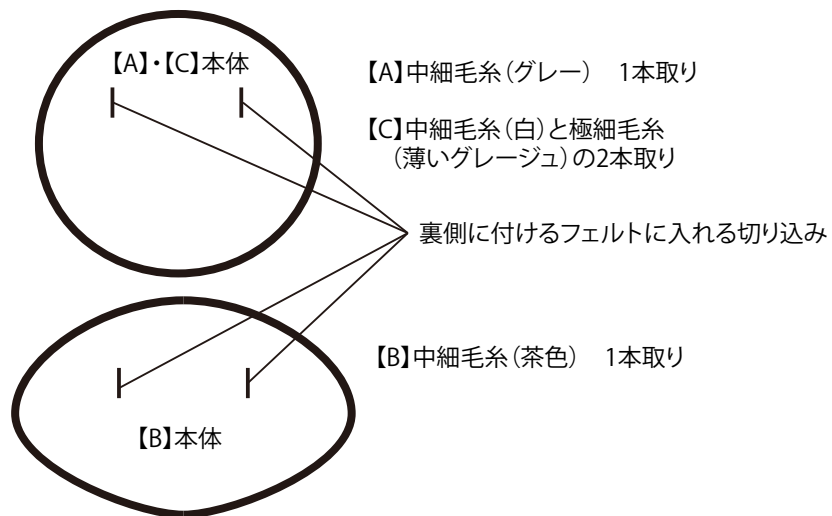 【A】・【C】本体
【A】中細毛糸（グレー）　1本取り
【C】中細毛糸（白）と極細毛糸
（薄いグレージュ）の2本取り
裏側に付けるフェルトに入れる切り込み
【B】中細毛糸（茶色）　1本取り
【B】本体